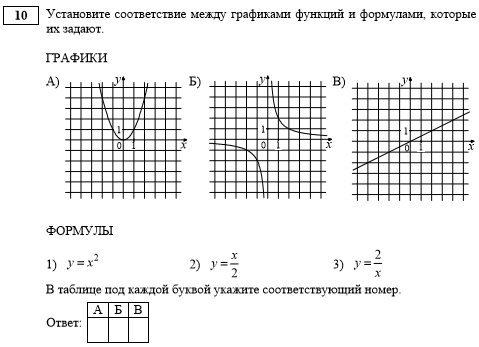 10 Установите соответствие между графиками функций и формулами, которые
их задают.
ГРАФИКИ
А) Б) В)
y y y
1 1 1
0 1 x 0 1 x 0 1 x
ФОРМУЛЫ
1) y = x² 2) y = x/2 3) y = 2/x
В таблице под каждой буквой укажите соответствующий номер.
А Б В
Ответ: